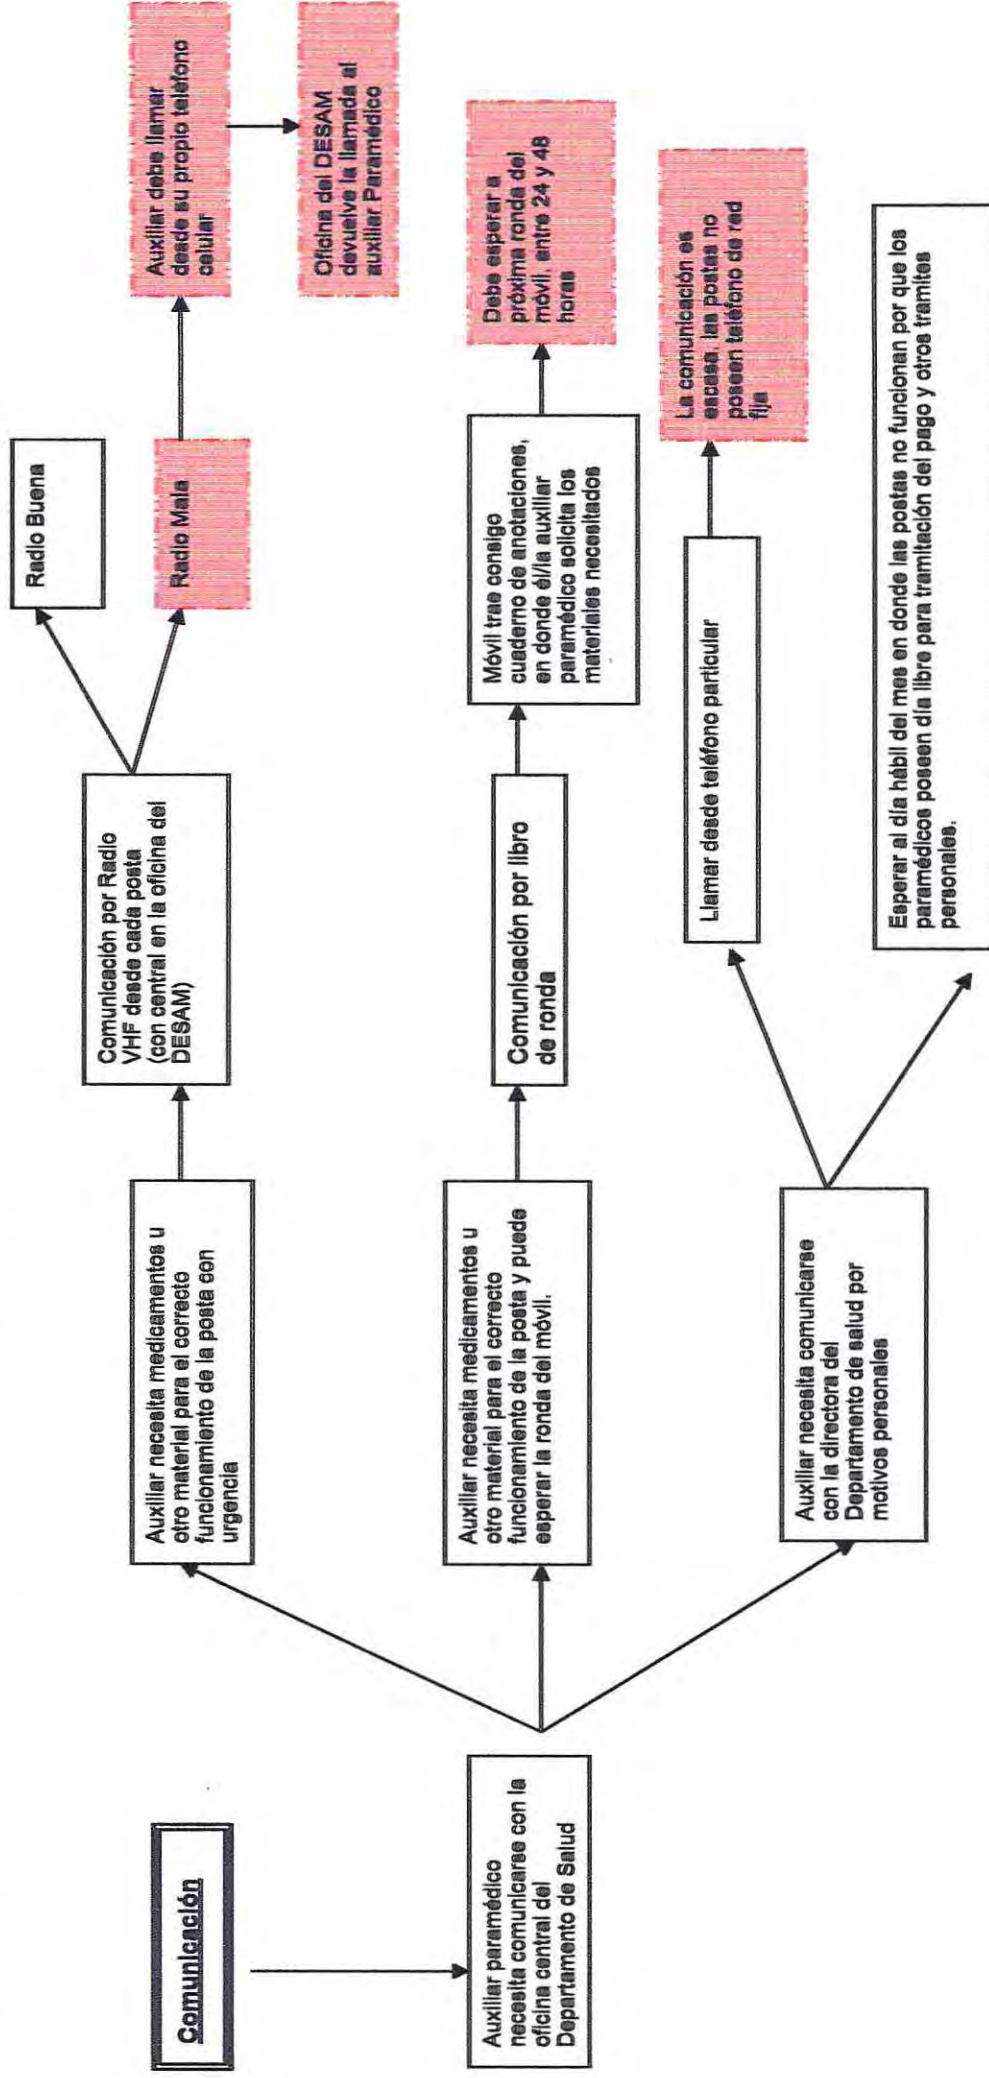 Comunicación
Auxiliar paramédico
necesita comunicarse con la
oficina central del
Departamento de Salud
Auxiliar necesita medicamentos u
otro material para el correcto
funcionamiento de la posta con
urgencia
Comunicación por Radio
VHF desde cada posta
(con central en la oficina del
DESAM)
Radio Buena
Radio Mala
Auxiliar debe llamar
desde su propio teléfono
celular
Oficina del DESAM
devuelve la llamada al
auxiliar Paramédico
Auxiliar necesita medicamentos u
otro material para el correcto
funcionamiento de la posta y puede
esperar la ronda del móvil.
Comunicación por libro
de ronda
Móvil trae consigo
cuaderno de anotaciones,
en donde él/la auxiliar
paramédico solicita los
materiales necesitados
Debe esperar a
próxima ronda del
móvil, entre 24 y 48
horas
Auxiliar necesita comunicarse
con la directora del
Departamento de salud por
motivos personales
Llamar desde teléfono particular
La comunicación es
escasa, las postas no
poseen teléfono de red
fija
Esperar al día hábil del mes en donde las postas no funcionan por que los
paramédicos poseen día libre para tramitación del pago y otros tramites
personales.